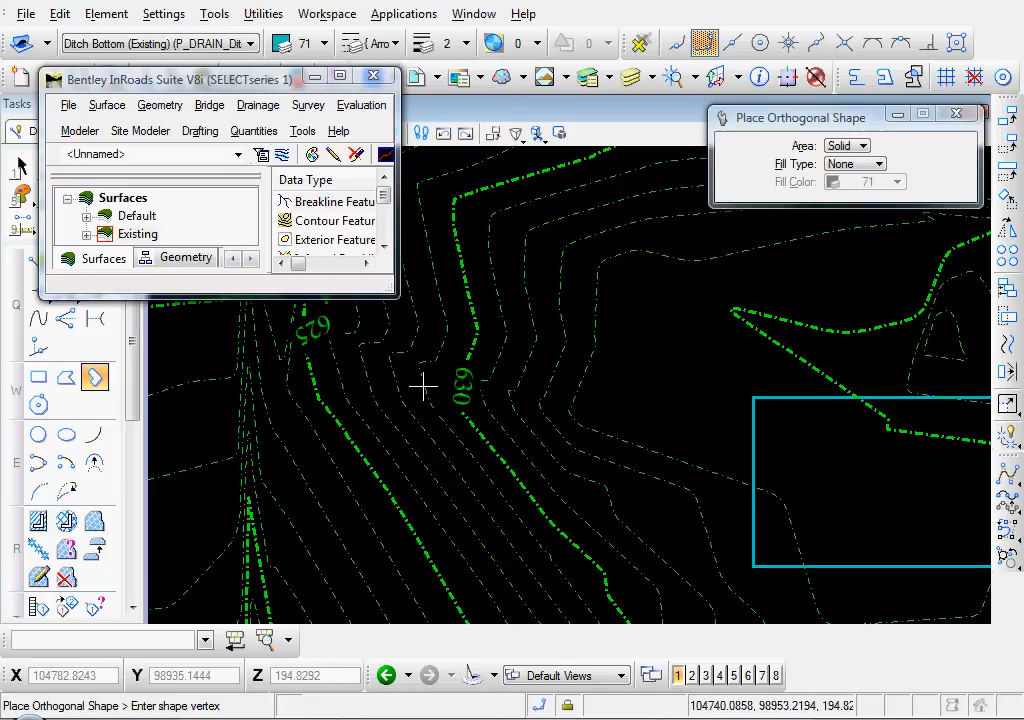 File Edit Element Settings Tools Utilities Workspace Applications Window Help
Ditch Bottom (Existing) (P_DRAIN_Dit 71 (Arro 2 0 0
Tasks
Bentley InRoads Suite V8i (SELECTseries 1)
File Surface Geometry Bridge Drainage Survey Evaluation
Modeler Site Modeler Drafting Quantities Tools Help
<Unnamed>
Surfaces
Default
Existing
Surfaces Geometry
Data Type
Breakline Featu
Contour Featur
Exterior Feature
Place Orthogonal Shape
Area: Solid
Fill Type: None
Fill Color: 71
Q
W
E
R
625
630
X 104782.8243 Y 98935.1444 Z 194.8292 Default Views 1 2 3 4 5 6 7 8
Place Orthogonal Shape > Enter shape vertex 104740.0858, 98953.2194, 194.82